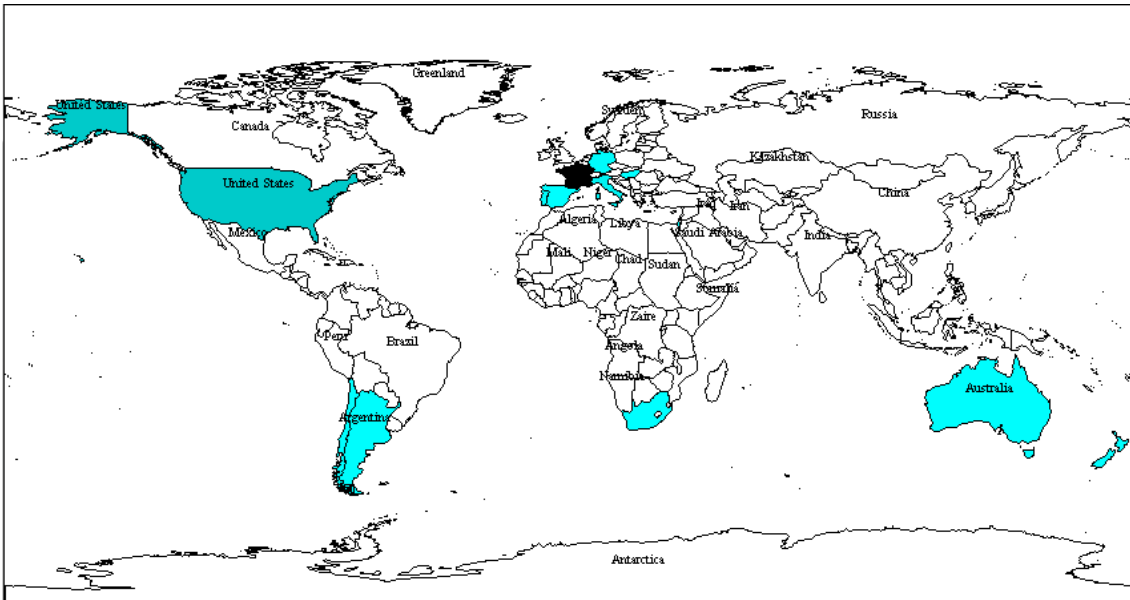 Greenland
United States
Sweden
Russia
Canada
Kazakhstan
United States
China
Iraq
Iran
Algeria
Libya
Mexico
Saudi Arabia
India
Mali
Niger
Chad
Sudan
Somalia
Zaire
Peru
Brazil
Angola
Namibia
Australia
Argentina
Antarctica